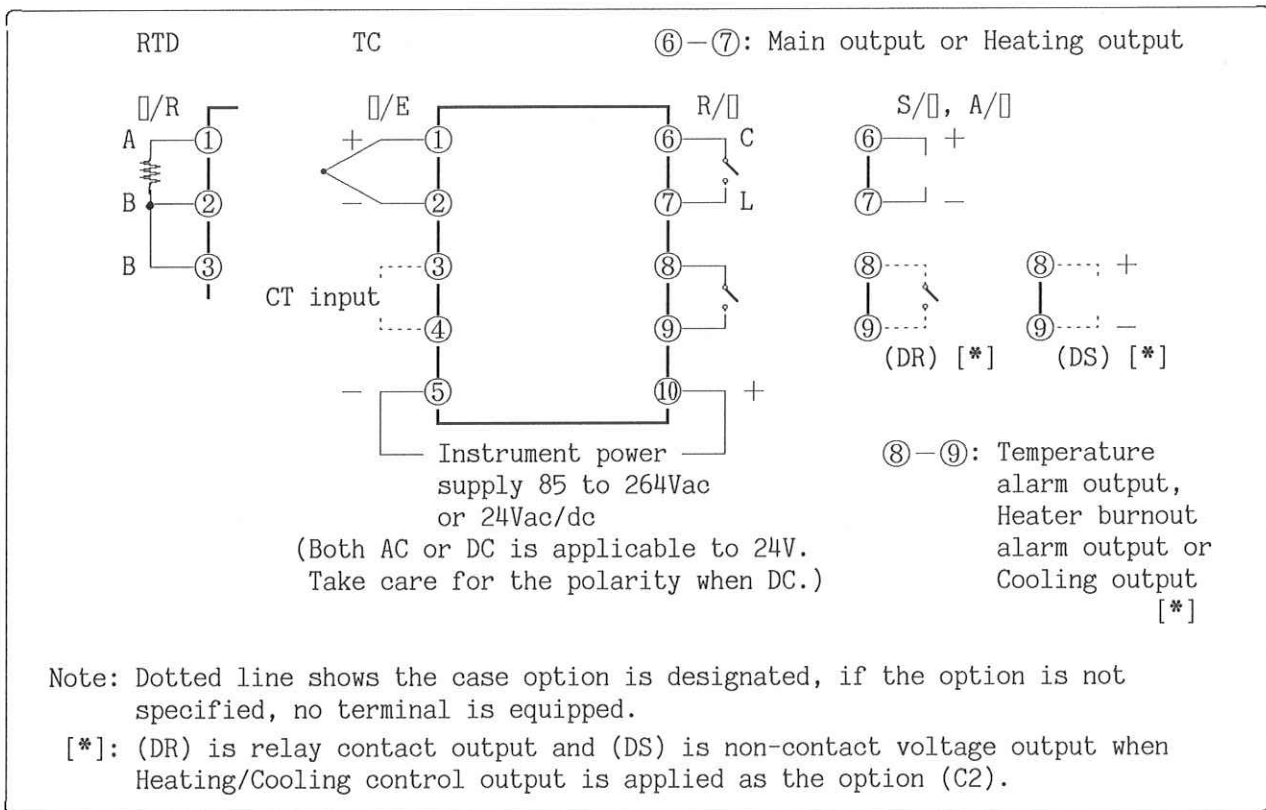 RTD TC ⑥−⑦: Main output or Heating output
▯/R ▯/E R/▯ S/▯, A/▯
A ① + ① ⑥ C ⑥ +
B ② − ② ⑦ L ⑦ −
B ③ ③ ⑧ ⑧ ⑧ +
CT input
④ ⑨ ⑨ ⑨ −
(DR) [*] (DS) [*]
− ⑤ ⑩ +
Instrument power
supply 85 to 264Vac
or 24Vac/dc
(Both AC or DC is applicable to 24V.
Take care for the polarity when DC.)
⑧−⑨: Temperature
alarm output,
Heater burnout
alarm output or
Cooling output
[*]
Note: Dotted line shows the case option is designated, if the option is not
specified, no terminal is equipped.
[*]: (DR) is relay contact output and (DS) is non-contact voltage output when
Heating/Cooling control output is applied as the option (C2).